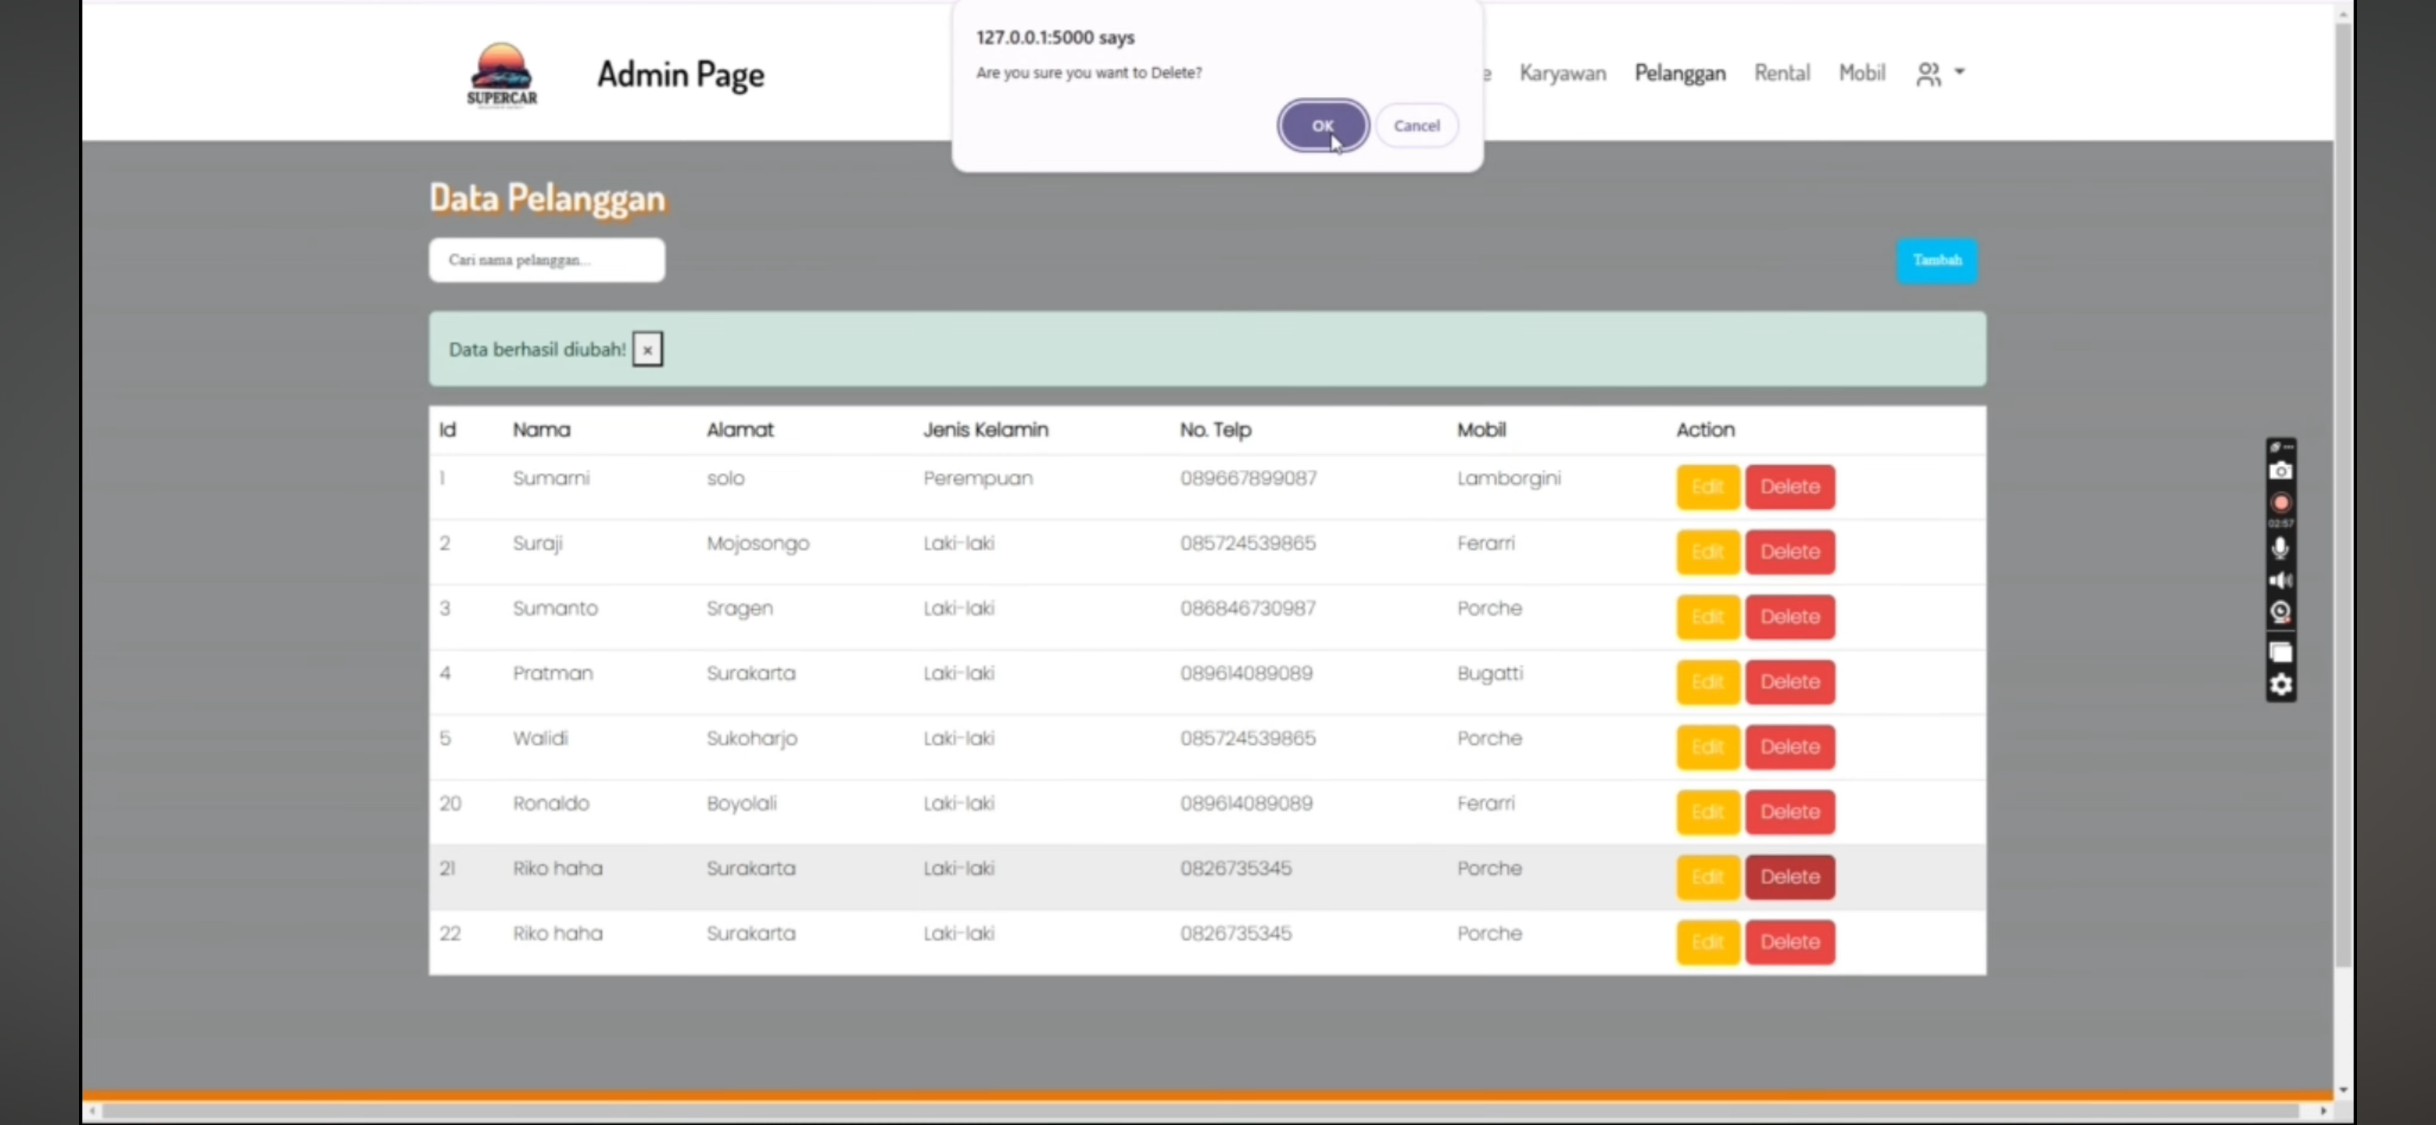 127.0.0.1:5000 says
Are you sure you want to Delete?
OK
Cancel
SUPERCAR
Admin Page
Karyawan
Pelanggan
Rental
Mobil
Data Pelanggan
Cari nama pelanggan...
Tambah
Data berhasil diubah! ×
Id Nama Alamat Jenis Kelamin No. Telp Mobil Action
1 Sumarni solo Perempuan 089667899087 Lamborgini Edit Delete
2 Suraji Mojosongo Laki-laki 085724539865 Ferarri Edit Delete
3 Sumanto Sragen Laki-laki 086846730987 Porche Edit Delete
4 Pratman Surakarta Laki-laki 089614089089 Bugatti Edit Delete
5 Walidi Sukoharjo Laki-laki 085724539865 Porche Edit Delete
20 Ronaldo Boyolali Laki-laki 089614089089 Ferarri Edit Delete
21 Riko haha Surakarta Laki-laki 0826735345 Porche Edit Delete
22 Riko haha Surakarta Laki-laki 0826735345 Porche Edit Delete
02:57